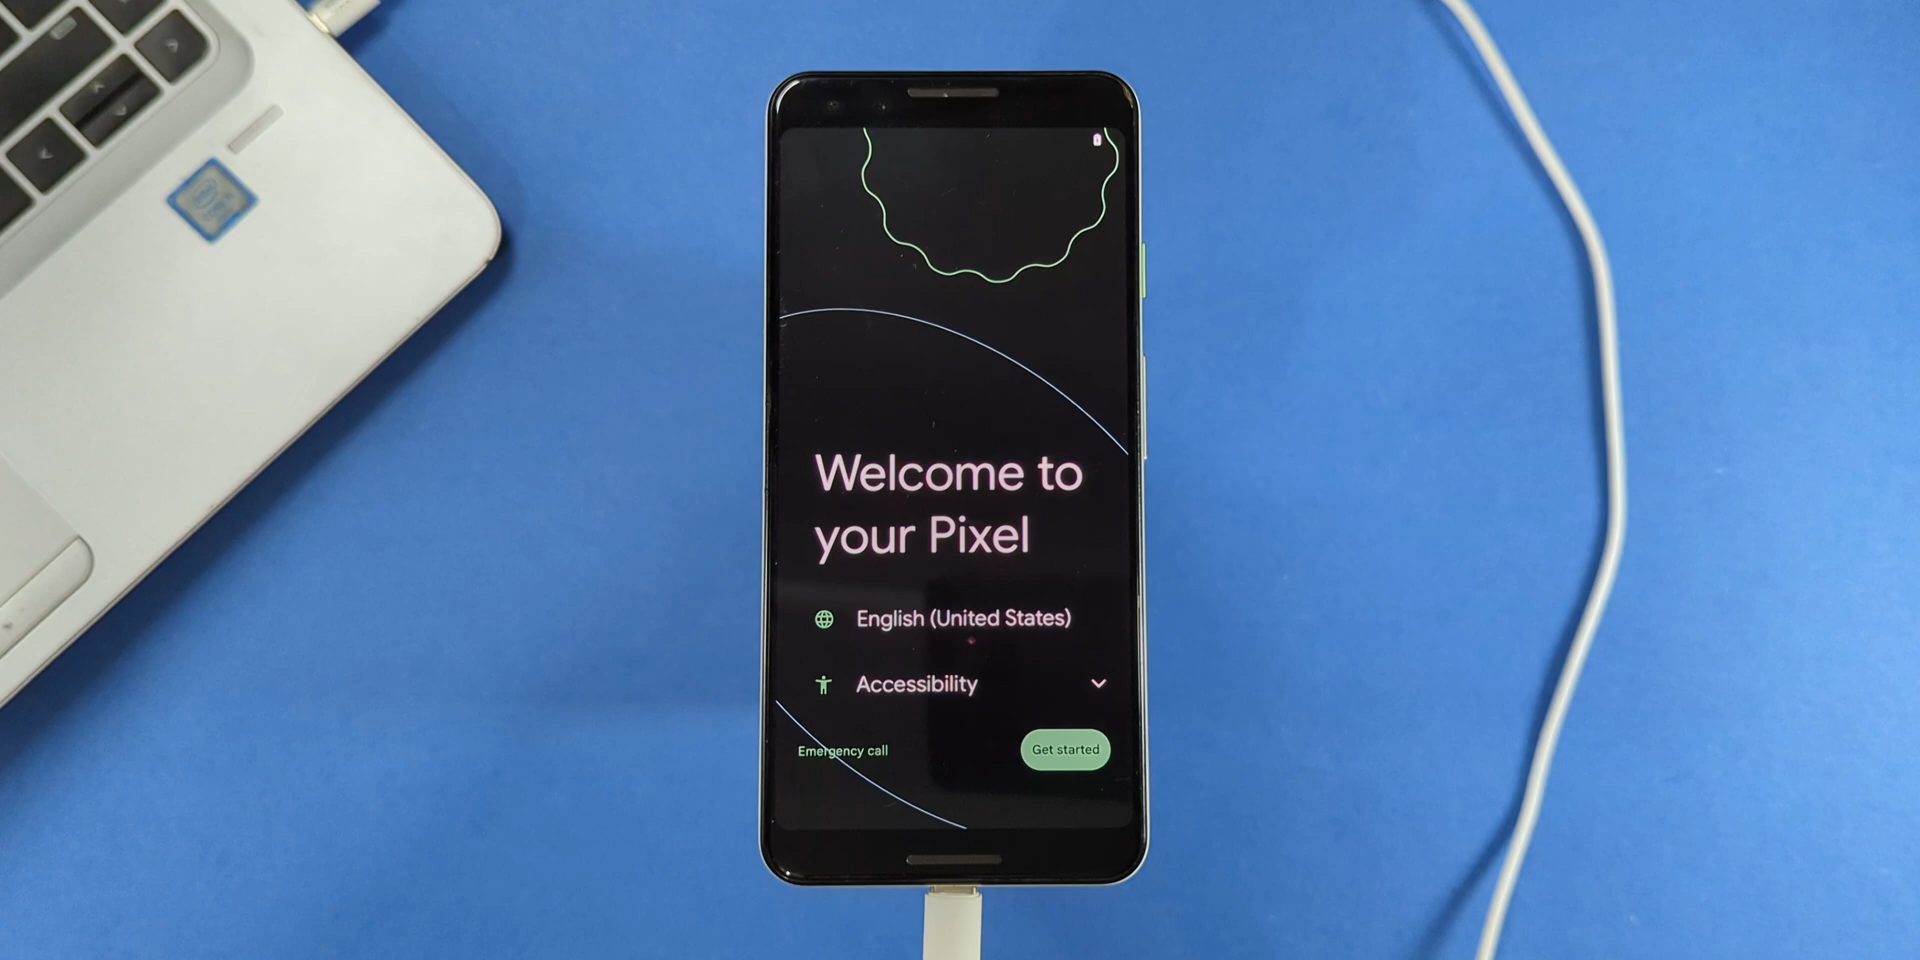 Welcome to
your Pixel
English (United States)
Accessibility
Emergency call
Get started